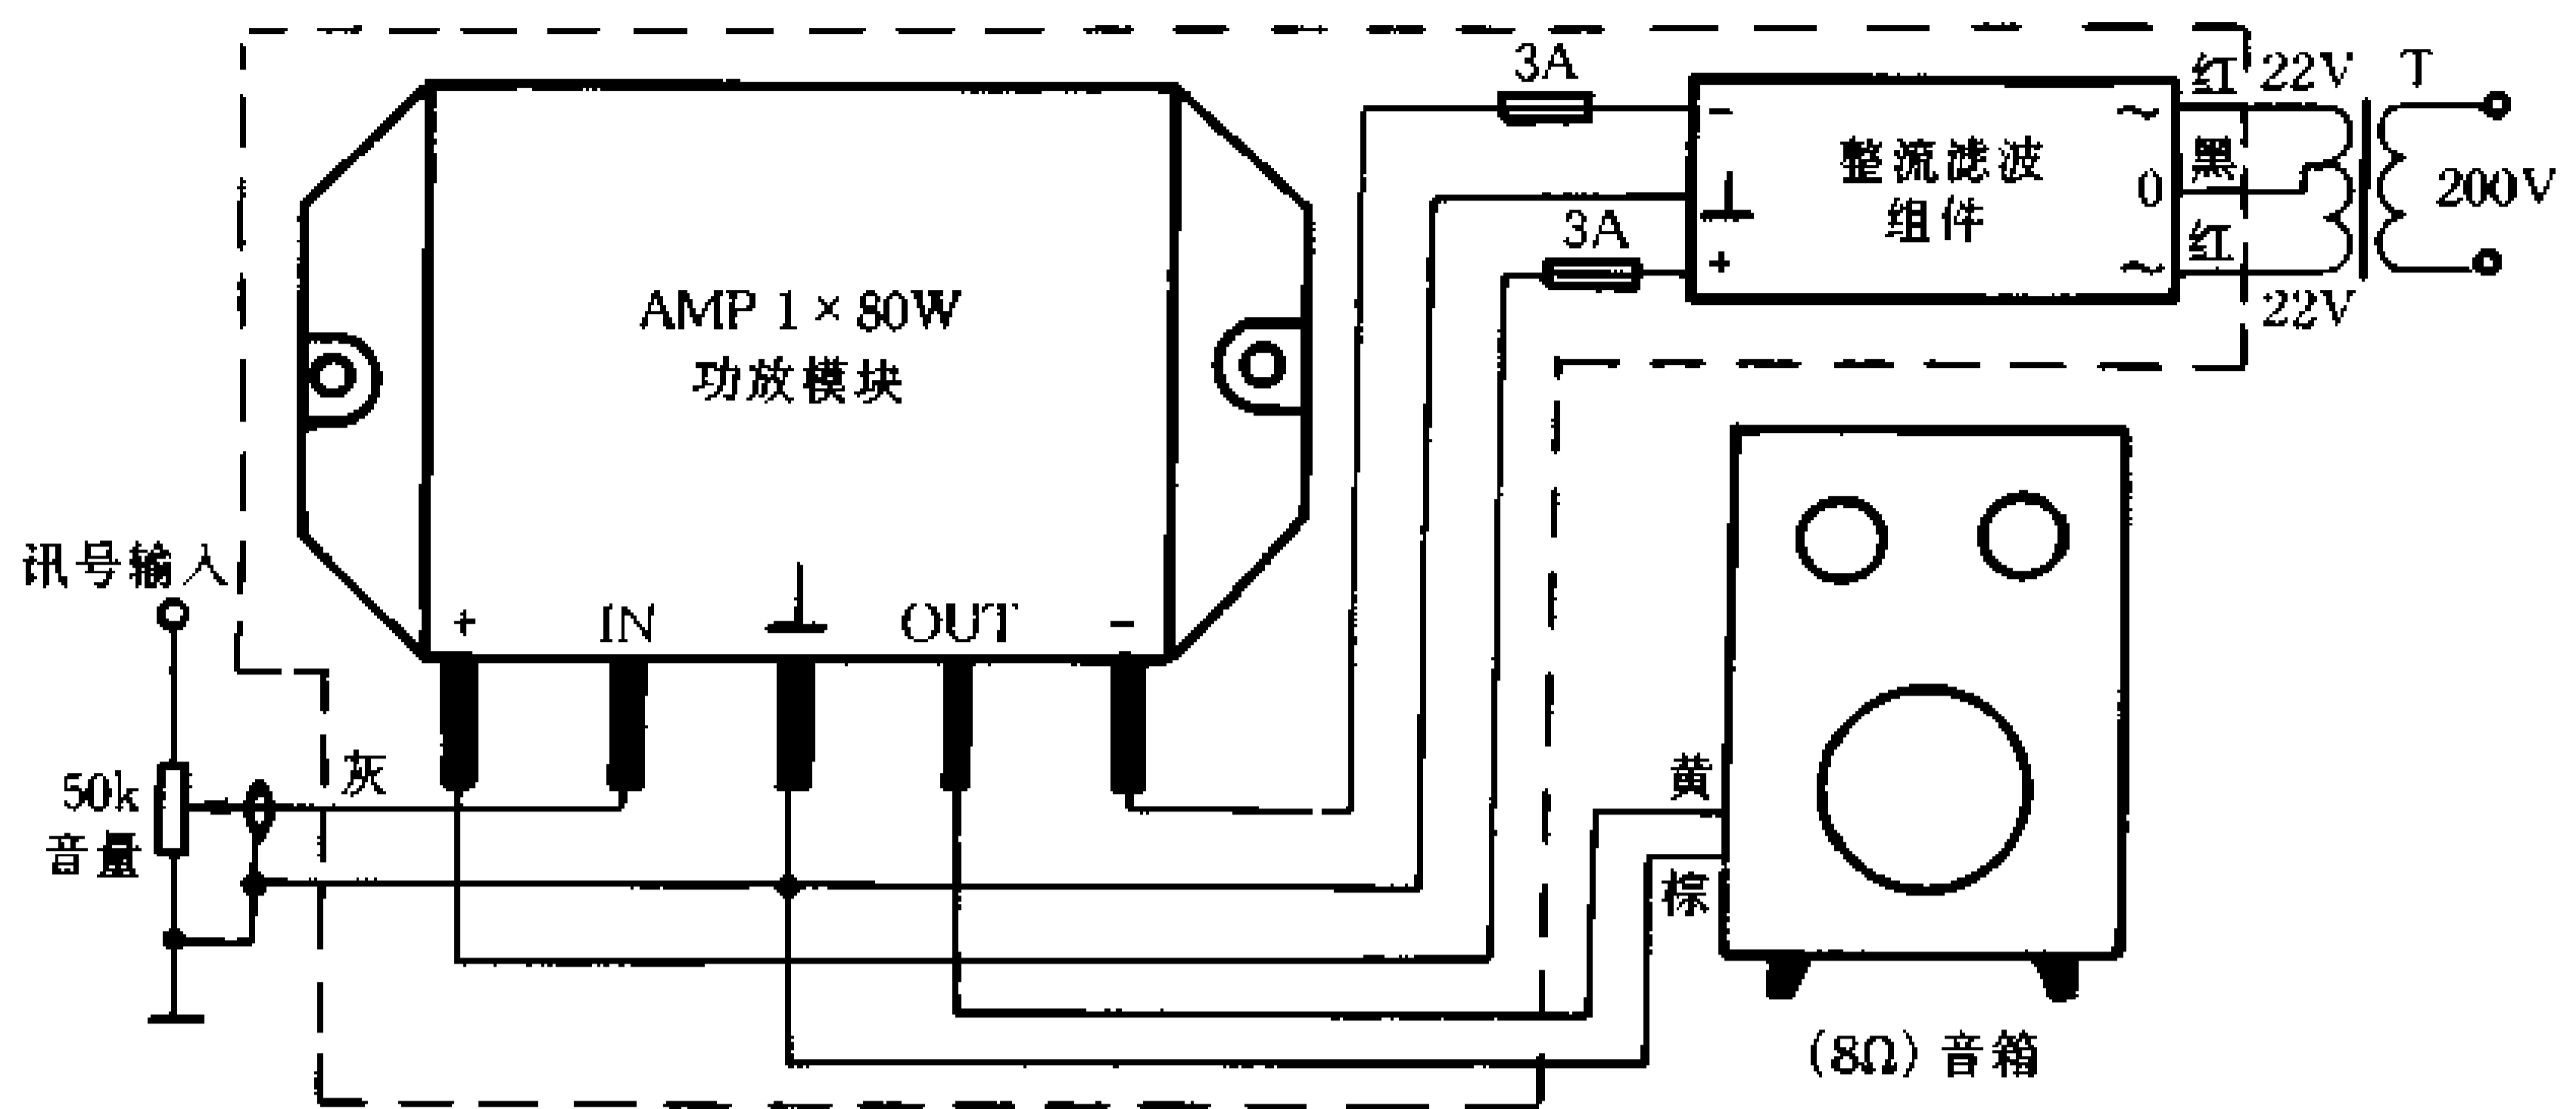 3A
红 22V T
~
-
黑
整流滤波
组件
0
200V
3A
红
+
~
22V
AMP 1 × 80W
功放模块
讯号输入
+ IN ⊥ OUT -
灰
50k
音量
黄
棕
(8Ω) 音箱